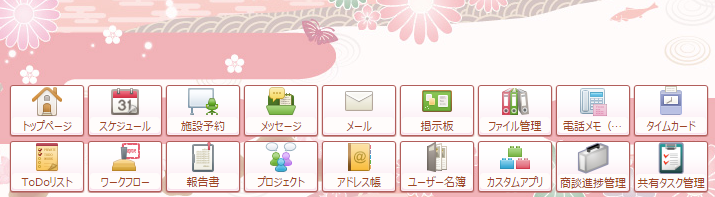 トップページ スケジュール 施設予約 メッセージ メール 掲示板 ファイル管理 電話メモ（… タイムカード
ToDoリスト ワークフロー 報告書 プロジェクト アドレス帳 ユーザー名簿 カスタムアプリ 商談進捗管理 共有タスク管理